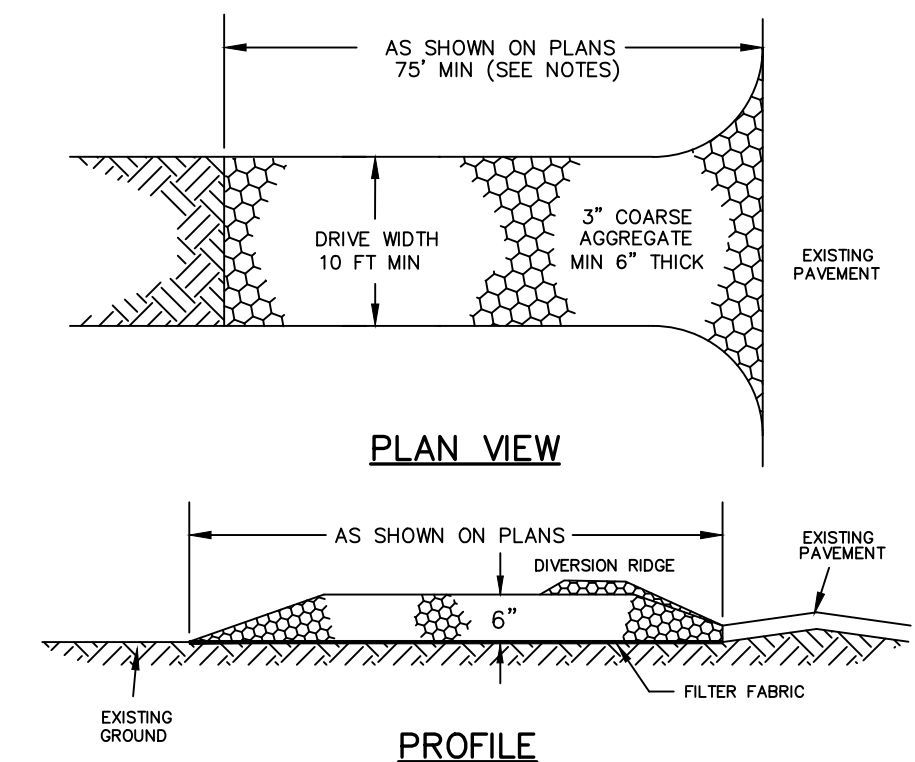 AS SHOWN ON PLANS
75' MIN (SEE NOTES)
DRIVE WIDTH
10 FT MIN
3" COARSE
AGGREGATE
MIN 6" THICK
EXISTING
PAVEMENT
PLAN VIEW
AS SHOWN ON PLANS
DIVERSION RIDGE
EXISTING
PAVEMENT
6"
FILTER FABRIC
EXISTING
GROUND
PROFILE